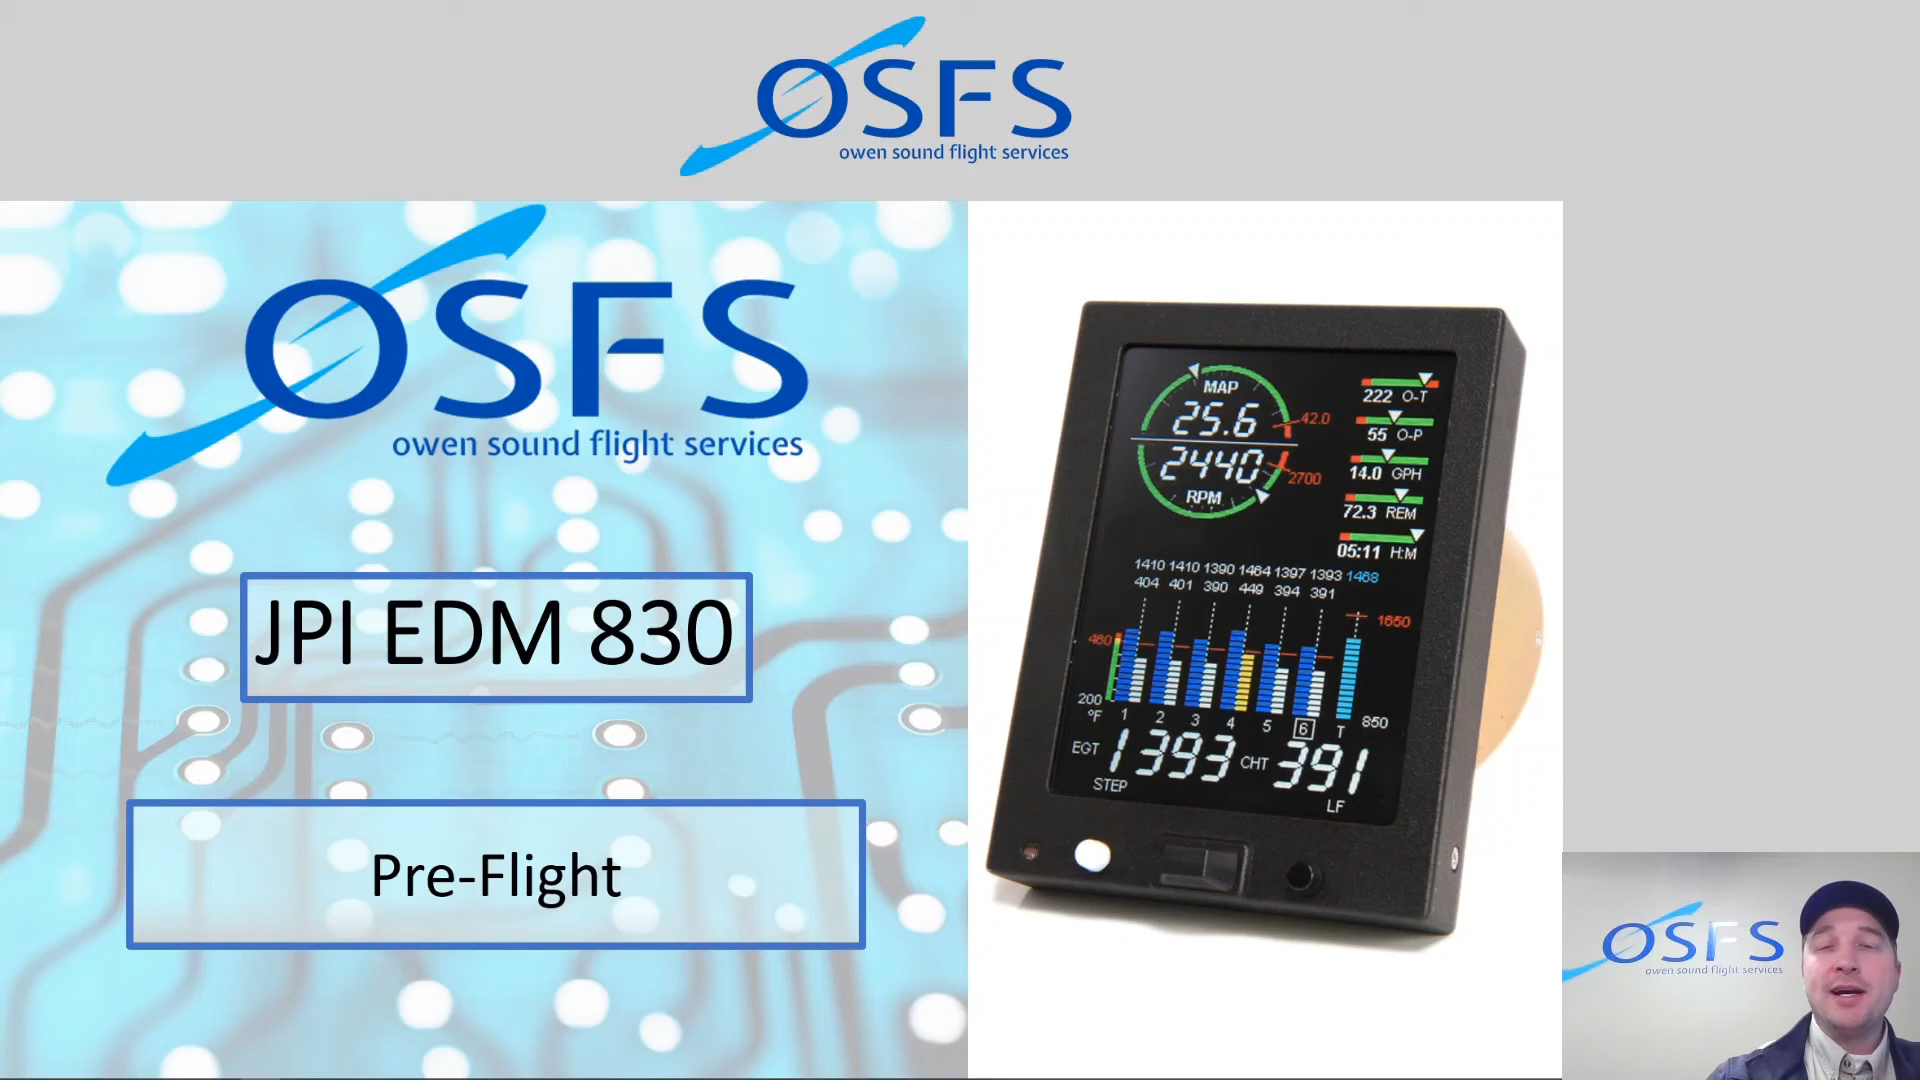 OSFS
owen sound flight services
OSFS
owen sound flight services
JPI EDM 830
Pre-Flight
MAP
25.6
42.0
2440
2700
RPM
222 O-T
55 O-P
14.0 GPH
72.3 REM
05:11 H:M
1410 1410 1390 1464 1397 1393 1468
404 401 390 449 394 391
1650
460
200
°F
1 2 3 4 5 6 T 850
EGT 1393 CHT 391
STEP LF
OSFS
owen sound flight services